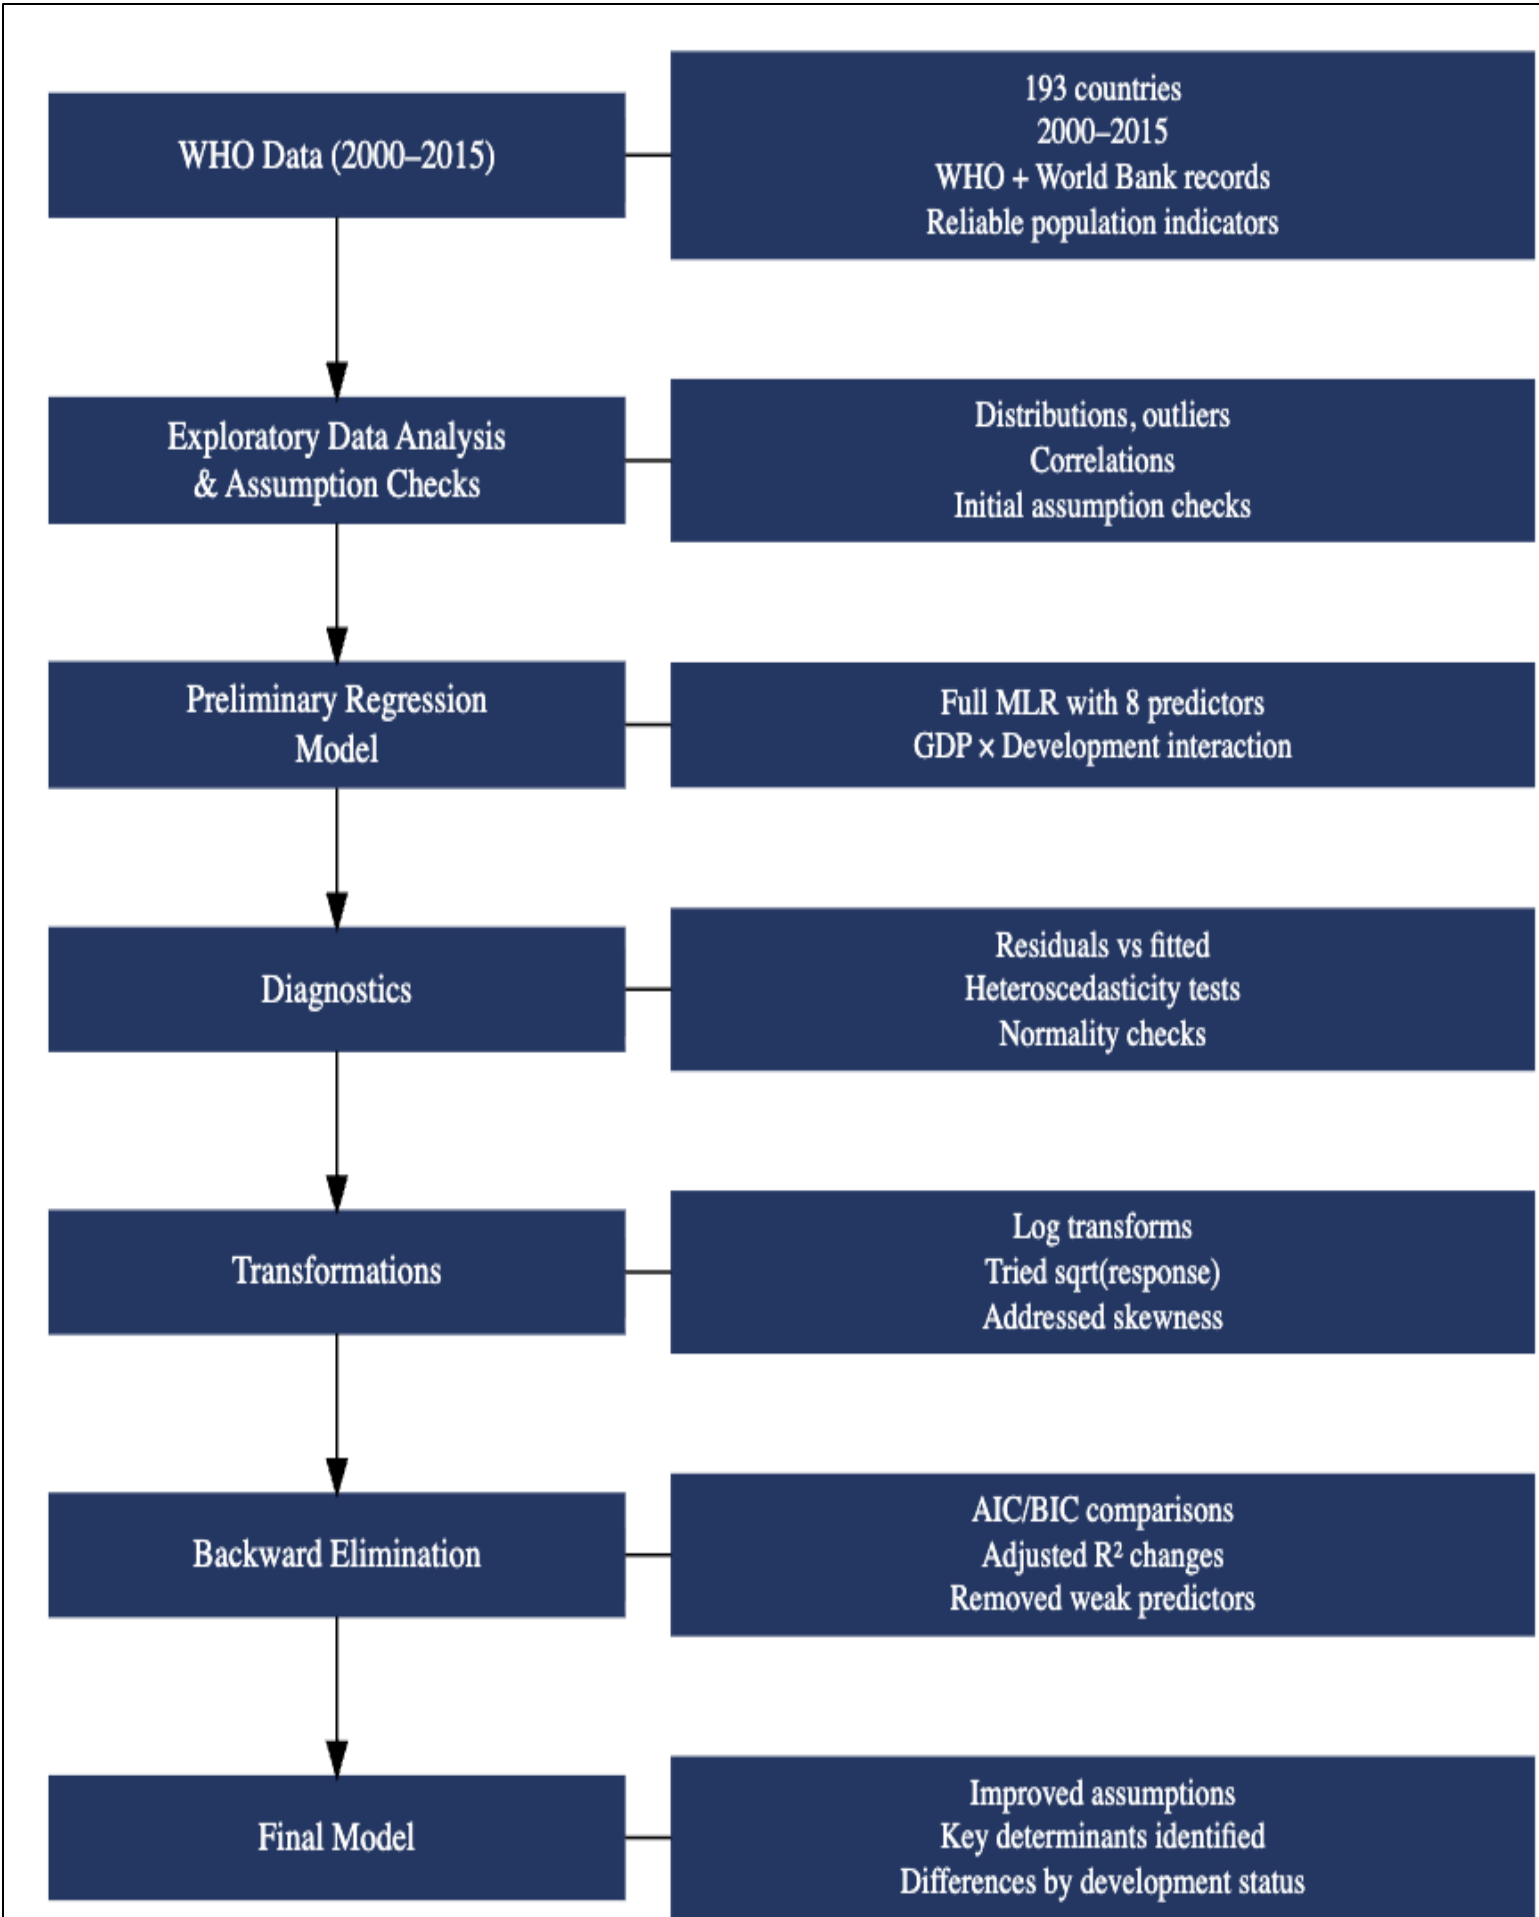 WHO Data (2000–2015)
193 countries
2000–2015
WHO + World Bank records
Reliable population indicators
Exploratory Data Analysis
& Assumption Checks
Distributions, outliers
Correlations
Initial assumption checks
Preliminary Regression
Model
Full MLR with 8 predictors
GDP × Development interaction
Diagnostics
Residuals vs fitted
Heteroscedasticity tests
Normality checks
Transformations
Log transforms
Tried sqrt(response)
Addressed skewness
Backward Elimination
AIC/BIC comparisons
Adjusted R² changes
Removed weak predictors
Final Model
Improved assumptions
Key determinants identified
Differences by development status